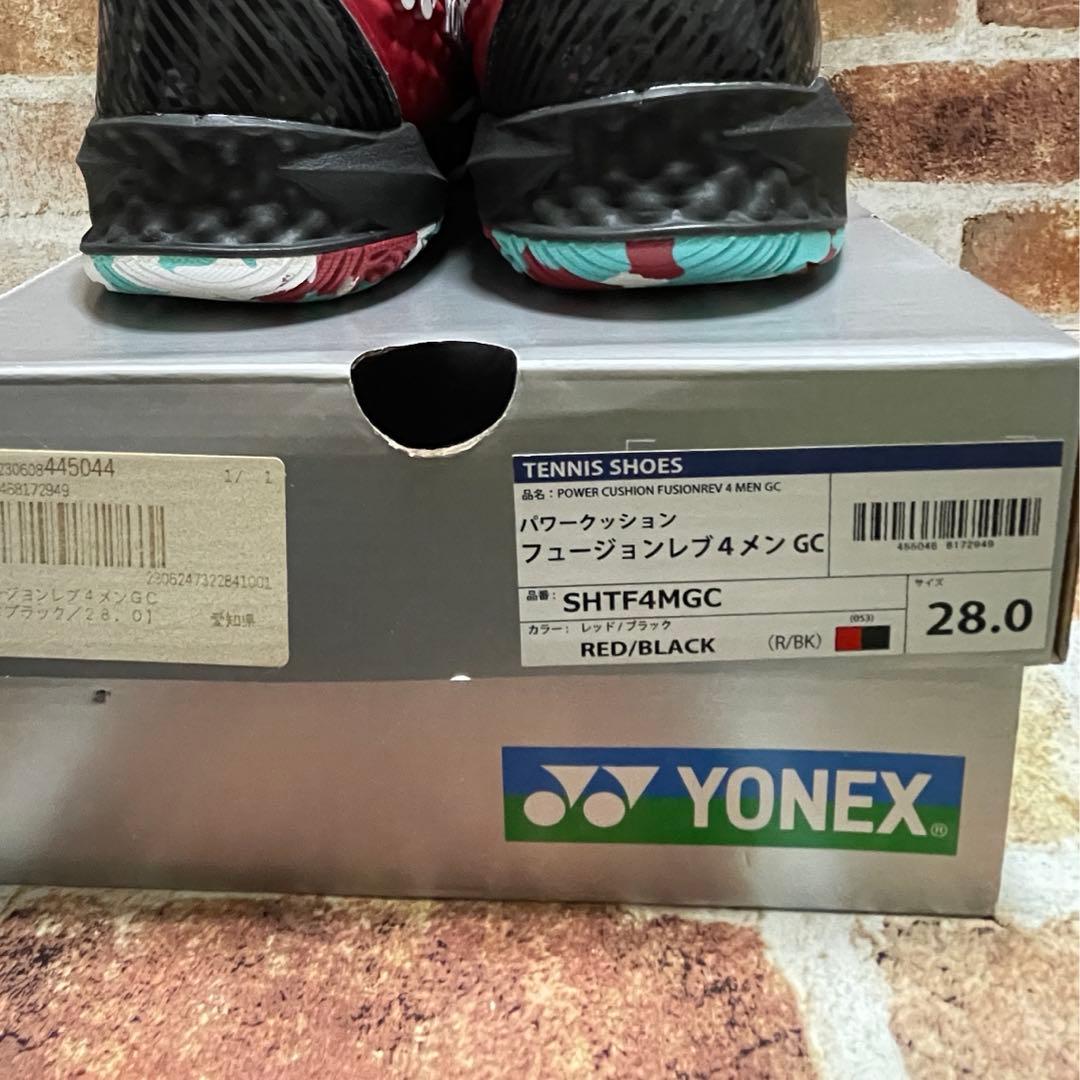 230608445044
1/ 1
468172949
2306247322841001
ージョンレブ4メンGC
ブラック/28.0]
愛知県
TENNIS SHOES
品名:POWER CUSHION FUSIONREV 4 MEN GC
パワークッション
フュージョンレブ4メン GC
品番: SHTF4MGC
カラー: レッド/ブラック
RED/BLACK (R/BK)
(053)
サイズ
28.0
YONEX®